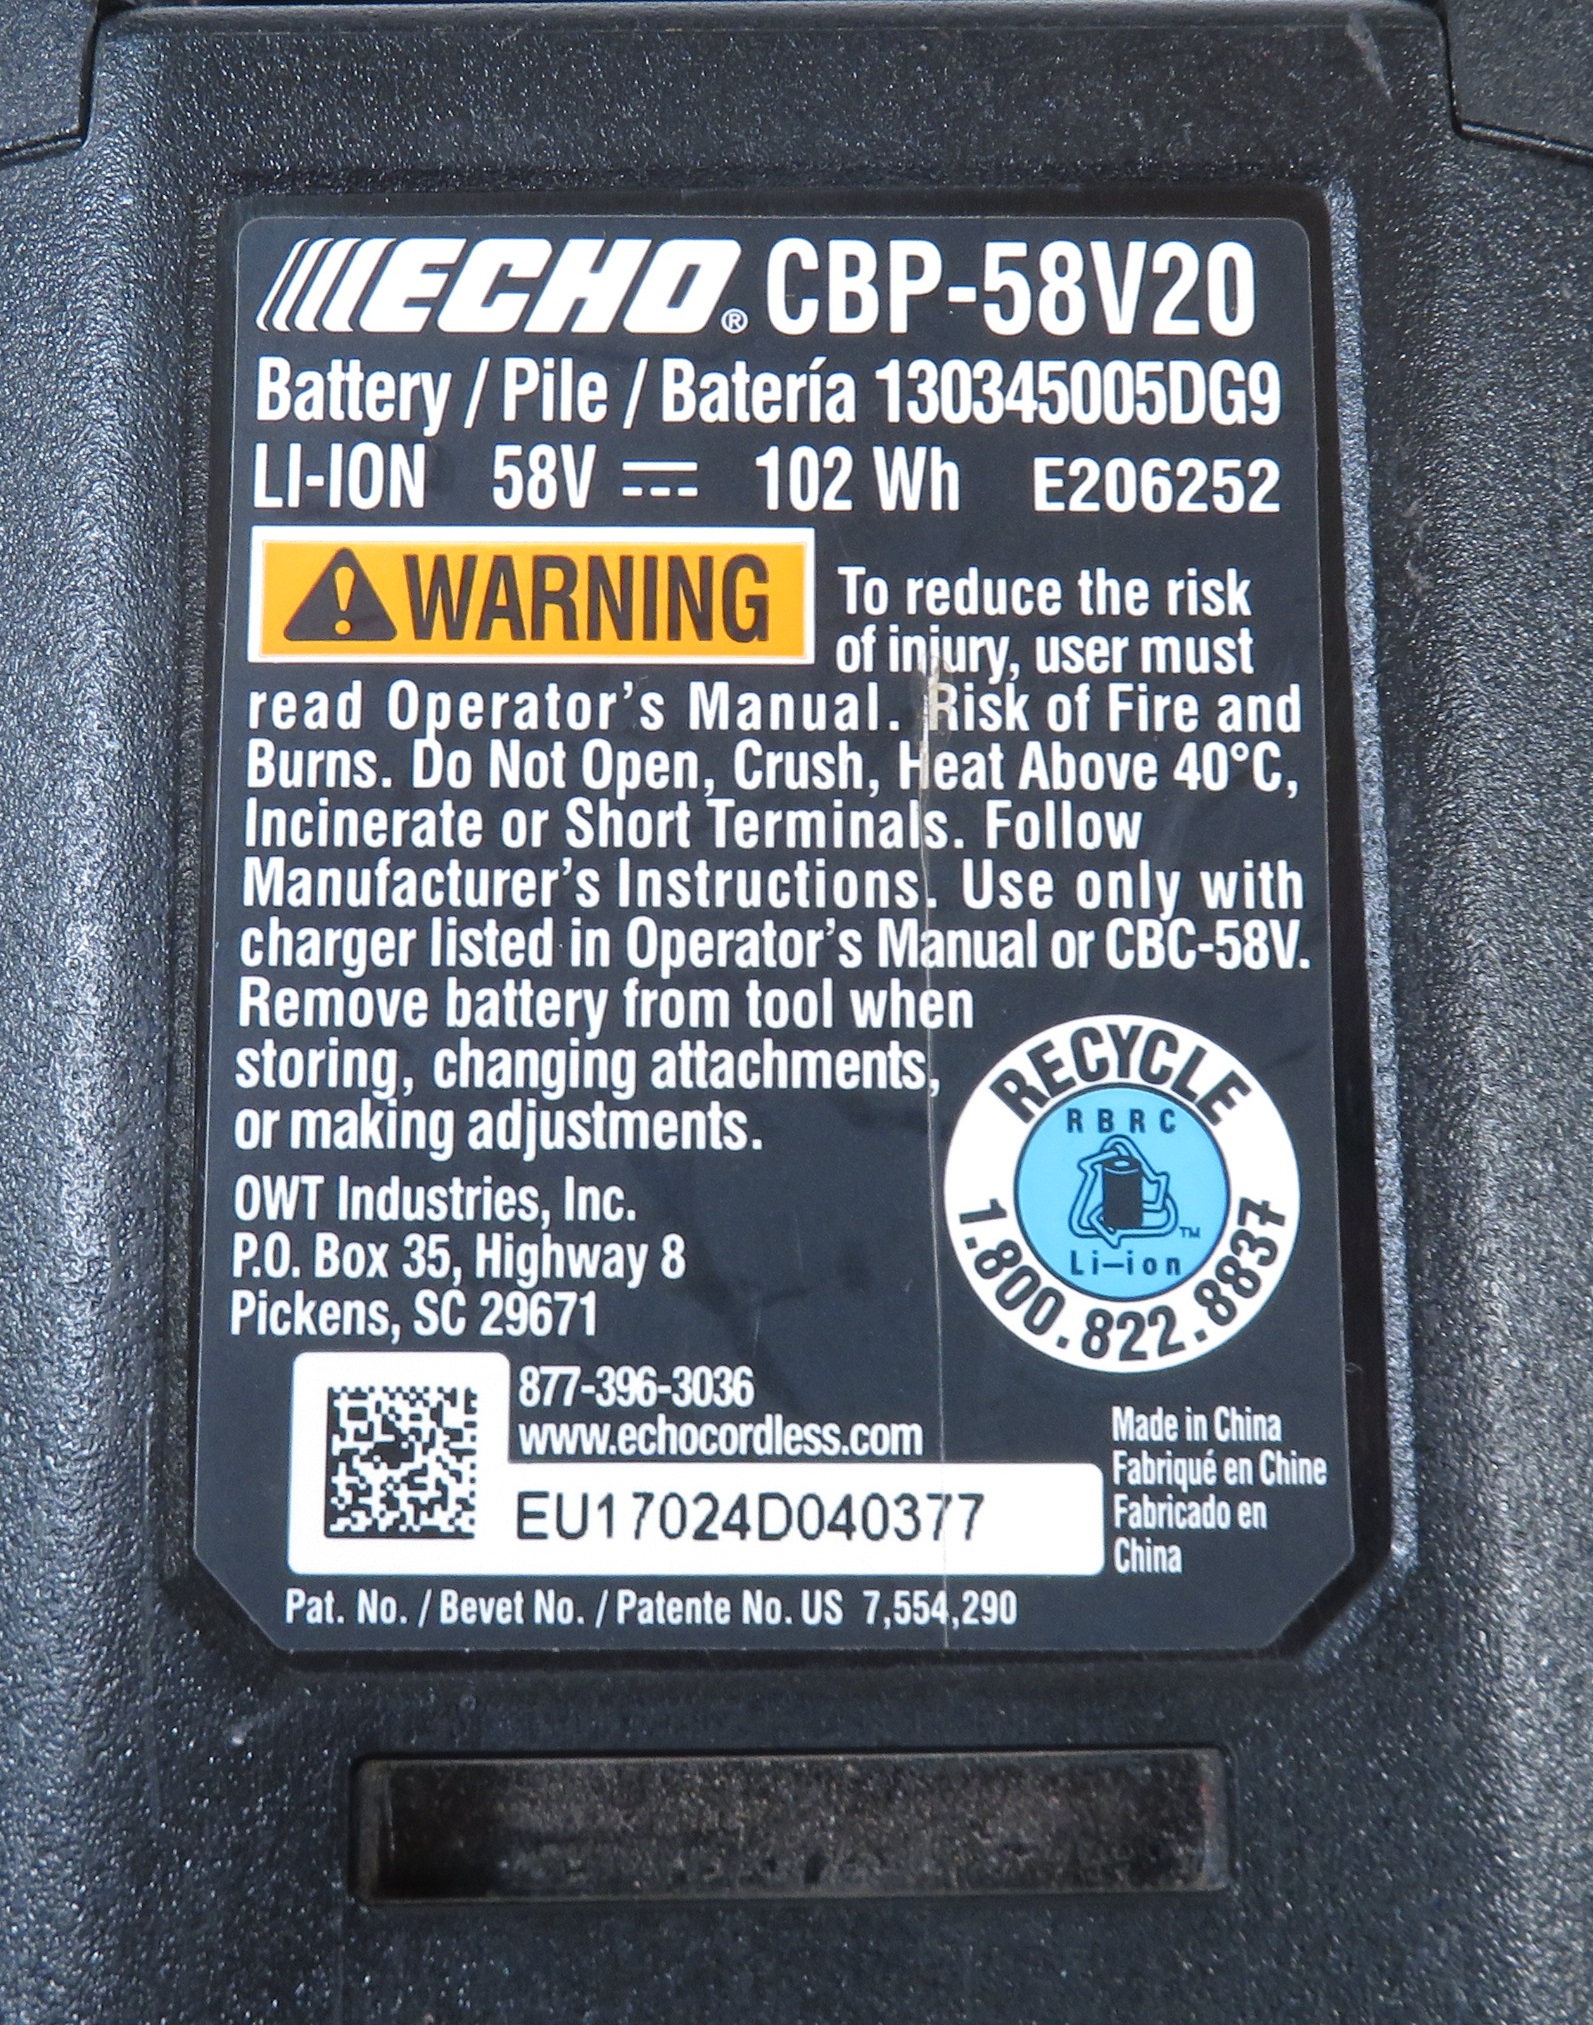 ECHO® CBP-58V20
Battery / Pile / Batería 130345005DG9
LI-ION 58V 102 Wh E206252
WARNING To reduce the risk
of injury, user must
read Operator's Manual. Risk of Fire and
Burns. Do Not Open, Crush, Heat Above 40°C,
Incinerate or Short Terminals. Follow
Manufacturer's Instructions. Use only with
charger listed in Operator's Manual or CBC-58V.
Remove battery from tool when
storing, changing attachments,
or making adjustments.
RECYCLE
RBRC
TM
Li-ion
1.800.822.8837
OWT Industries, Inc.
P.O. Box 35, Highway 8
Pickens, SC 29671
877-396-3036
www.echocordless.com
EU17024D040377
Made in China
Fabriqué en Chine
Fabricado en
China
Pat. No. / Bevet No. / Patente No. US 7,554,290